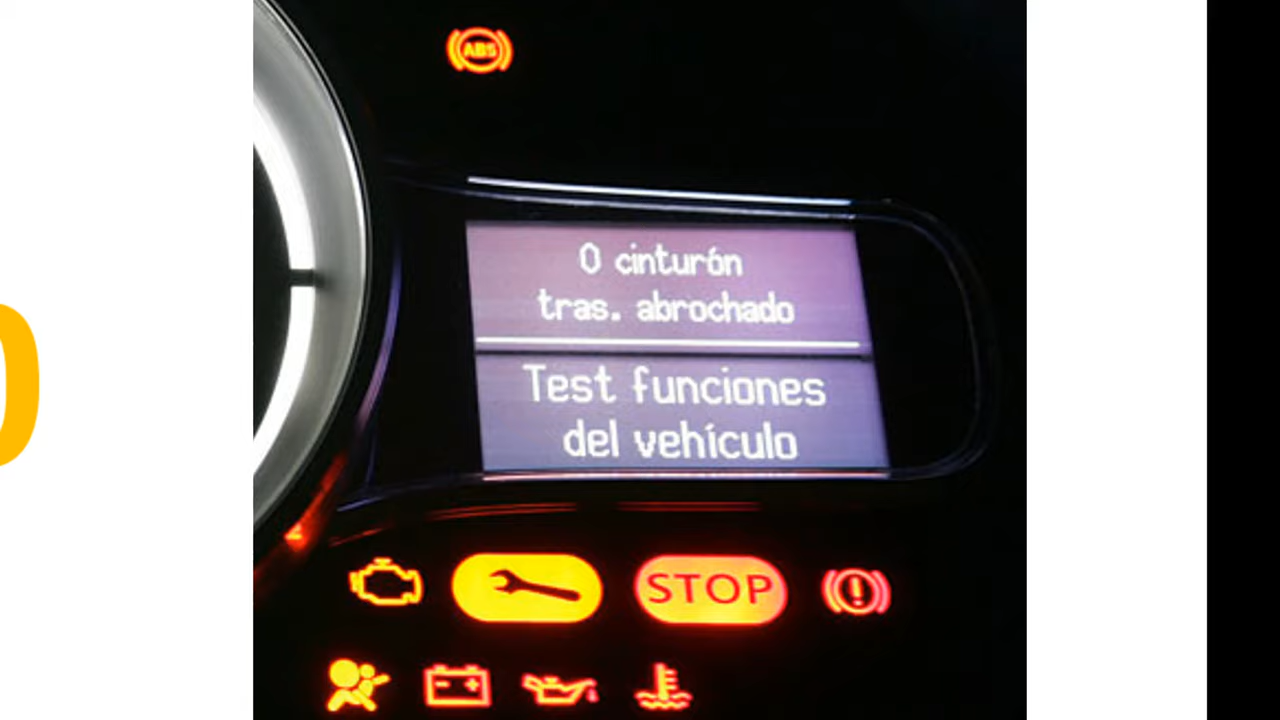 ABS
0 cinturón
tras. abrochado
Test funciones
del vehículo
STOP